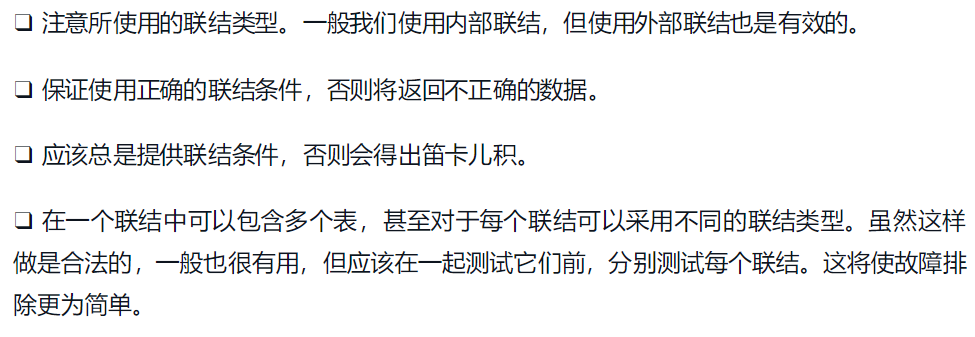 ❑ 注意所使用的联结类型。一般我们使用内部联结，但使用外部联结也是有效的。
❑ 保证使用正确的联结条件，否则将返回不正确的数据。
❑ 应该总是提供联结条件，否则会得出笛卡儿积。
❑ 在一个联结中可以包含多个表，甚至对于每个联结可以采用不同的联结类型。虽然这样
做是合法的，一般也很有用，但应该在一起测试它们前，分别测试每个联结。这将使故障排
除更为简单。